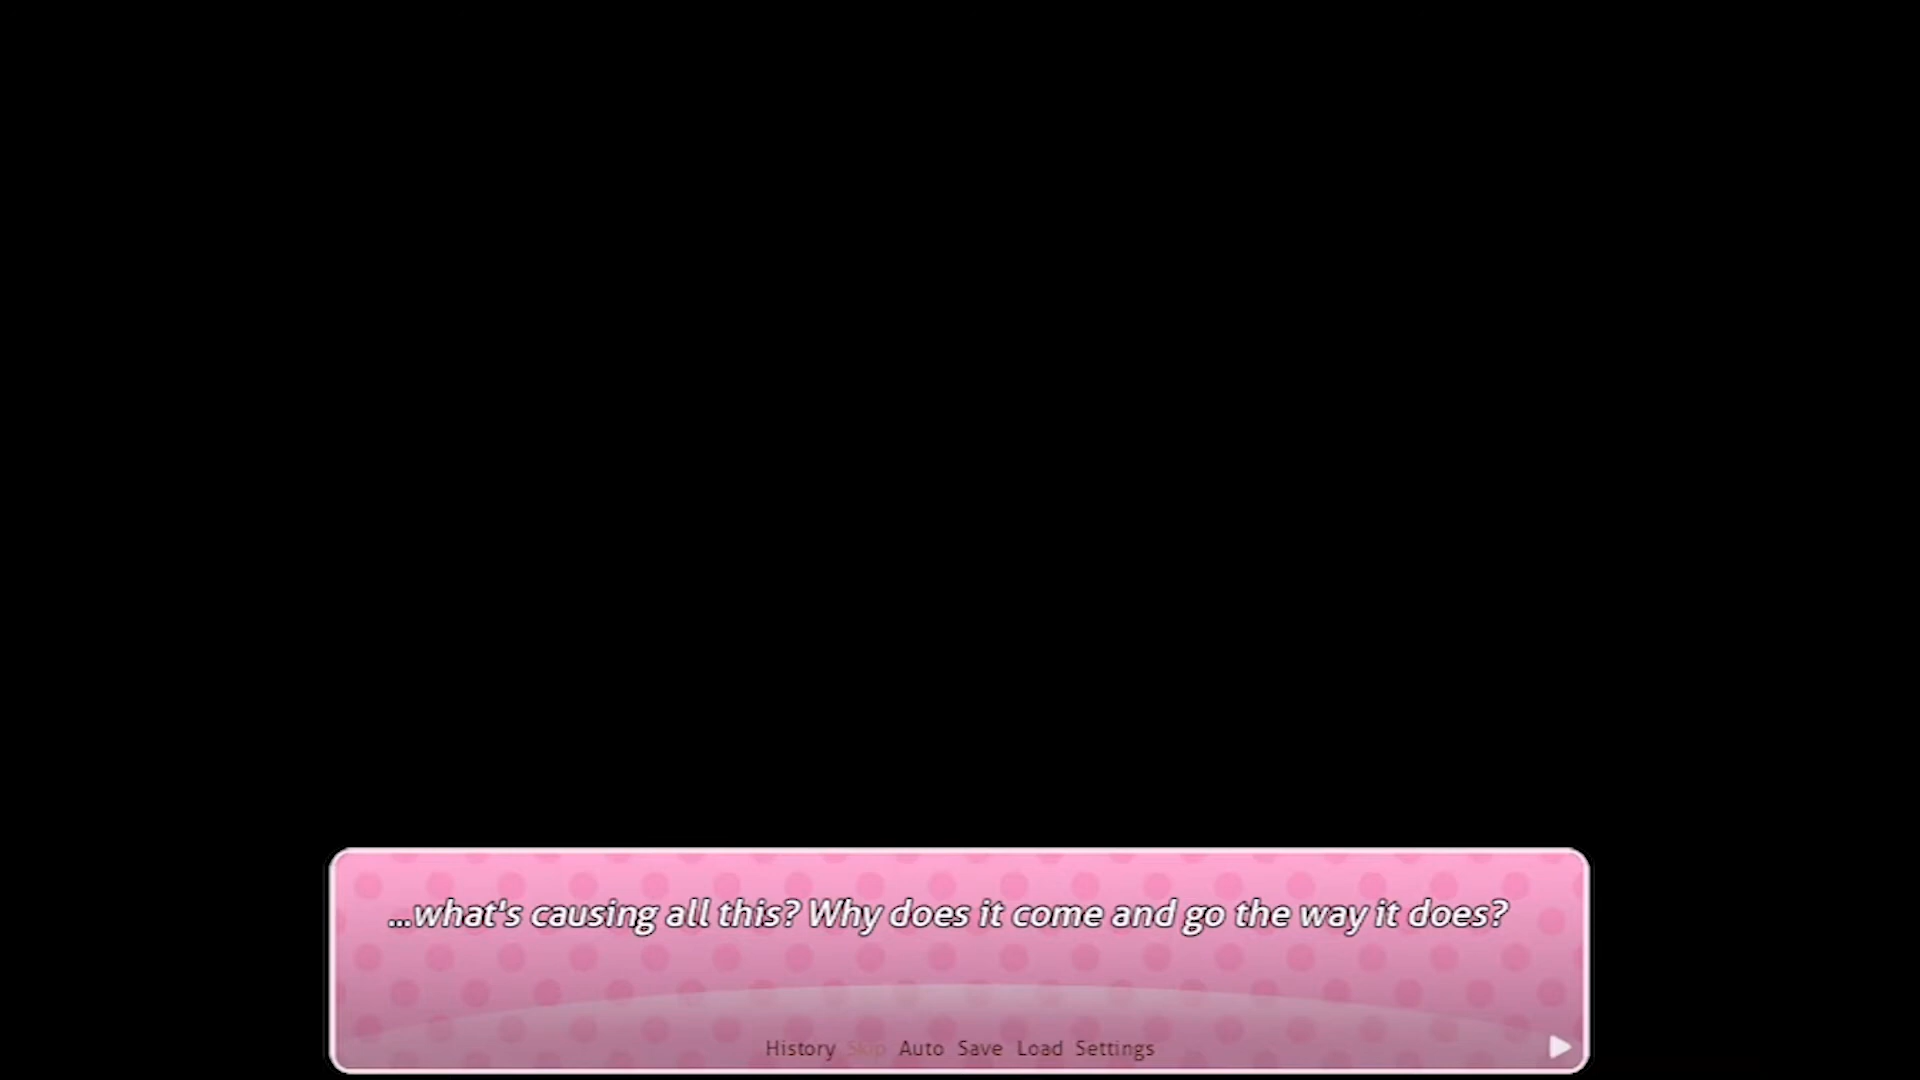 ...what's causing all this? Why does it come and go the way it does?
History Skip Auto Save Load Settings